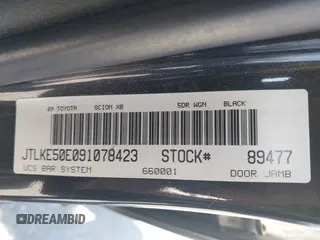 09 TOYOTA SCION XB 5DR WGN BLACK
JTLKE50E091078423 STOCK# 89477
UCS BAR SYSTEM 660001 DOOR JAMB
DREAMBID